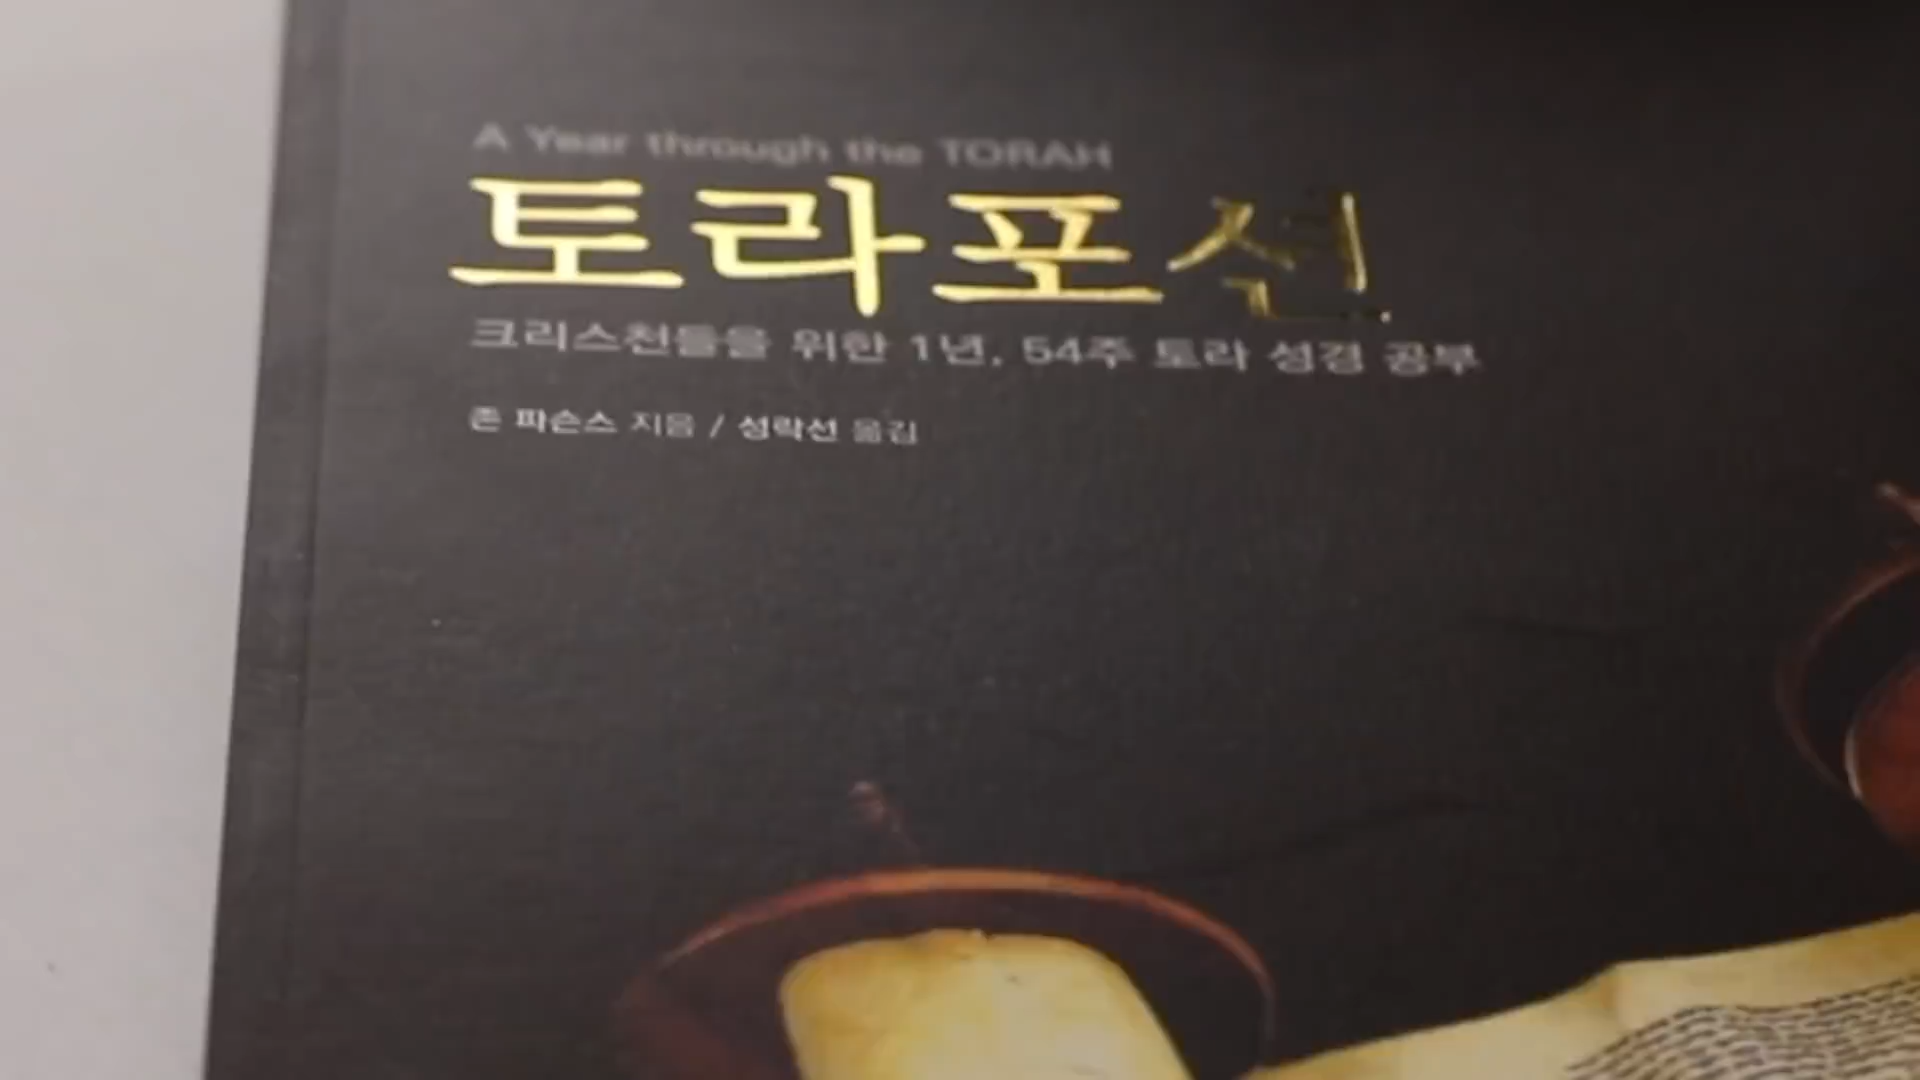 A Year through the TORAH
토라포션
크리스천들을 위한 1년, 54주 토라 성경 공부
존 파슨스 지음 / 성락선 옮김